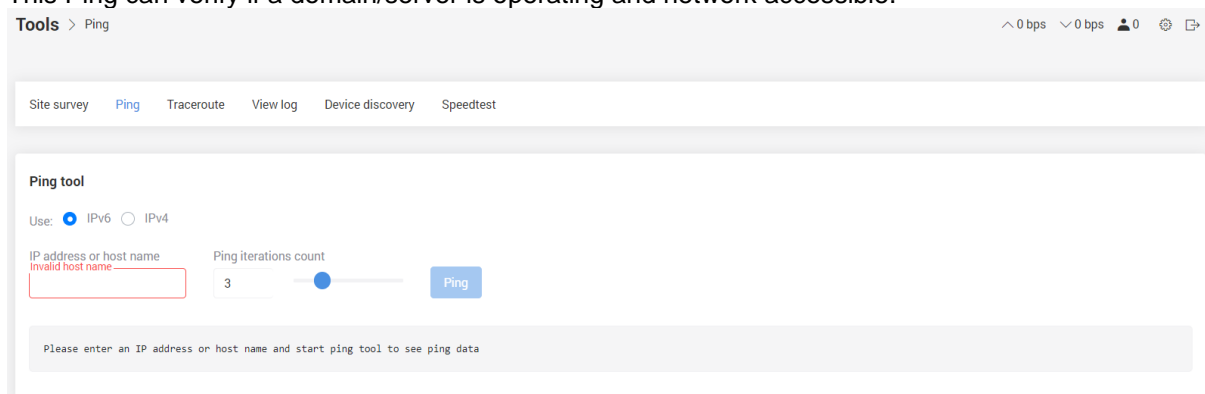 This Ping can verify if a domain/server is operating and network accessible.
Tools > Ping
0 bps 0 bps 0
Site survey Ping Traceroute View log Device discovery Speedtest
Ping tool
Use: IPv6 IPv4
IP address or host name Ping iterations count
Invalid host name
3 Ping
Please enter an IP address or host name and start ping tool to see ping data